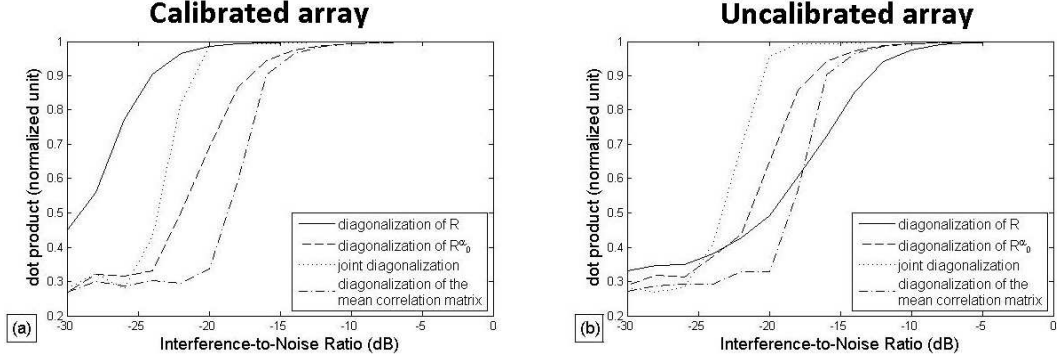 Calibrated array
1
0.9
0.8
0.7
0.6
0.5
0.4
0.3
0.2
dot product (normalized unit)
diagonalization of R
diagonalization of R^α_0
joint diagonalization
diagonalization of the
mean correlation matrix
-30
-25
-20
-15
-10
-5
0
(a)
Interference-to-Noise Ratio (dB)
Uncalibrated array
1
0.9
0.8
0.7
0.6
0.5
0.4
0.3
0.2
dot product (normalized unit)
diagonalization of R
diagonalization of R^α_0
joint diagonalization
diagonalization of the
mean correlation matrix
-30
-25
-20
-15
-10
-5
0
(b)
Interference-to-Noise Ratio (dB)